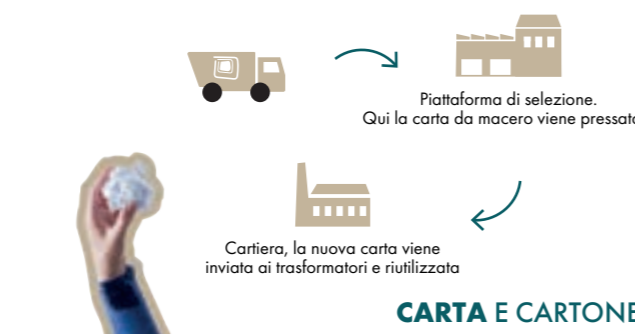 Piattaforma di selezione.
Qui la carta da macero viene pressata
Cartiera, la nuova carta viene
inviata ai trasformatori e riutilizzata
CARTA E CARTONE